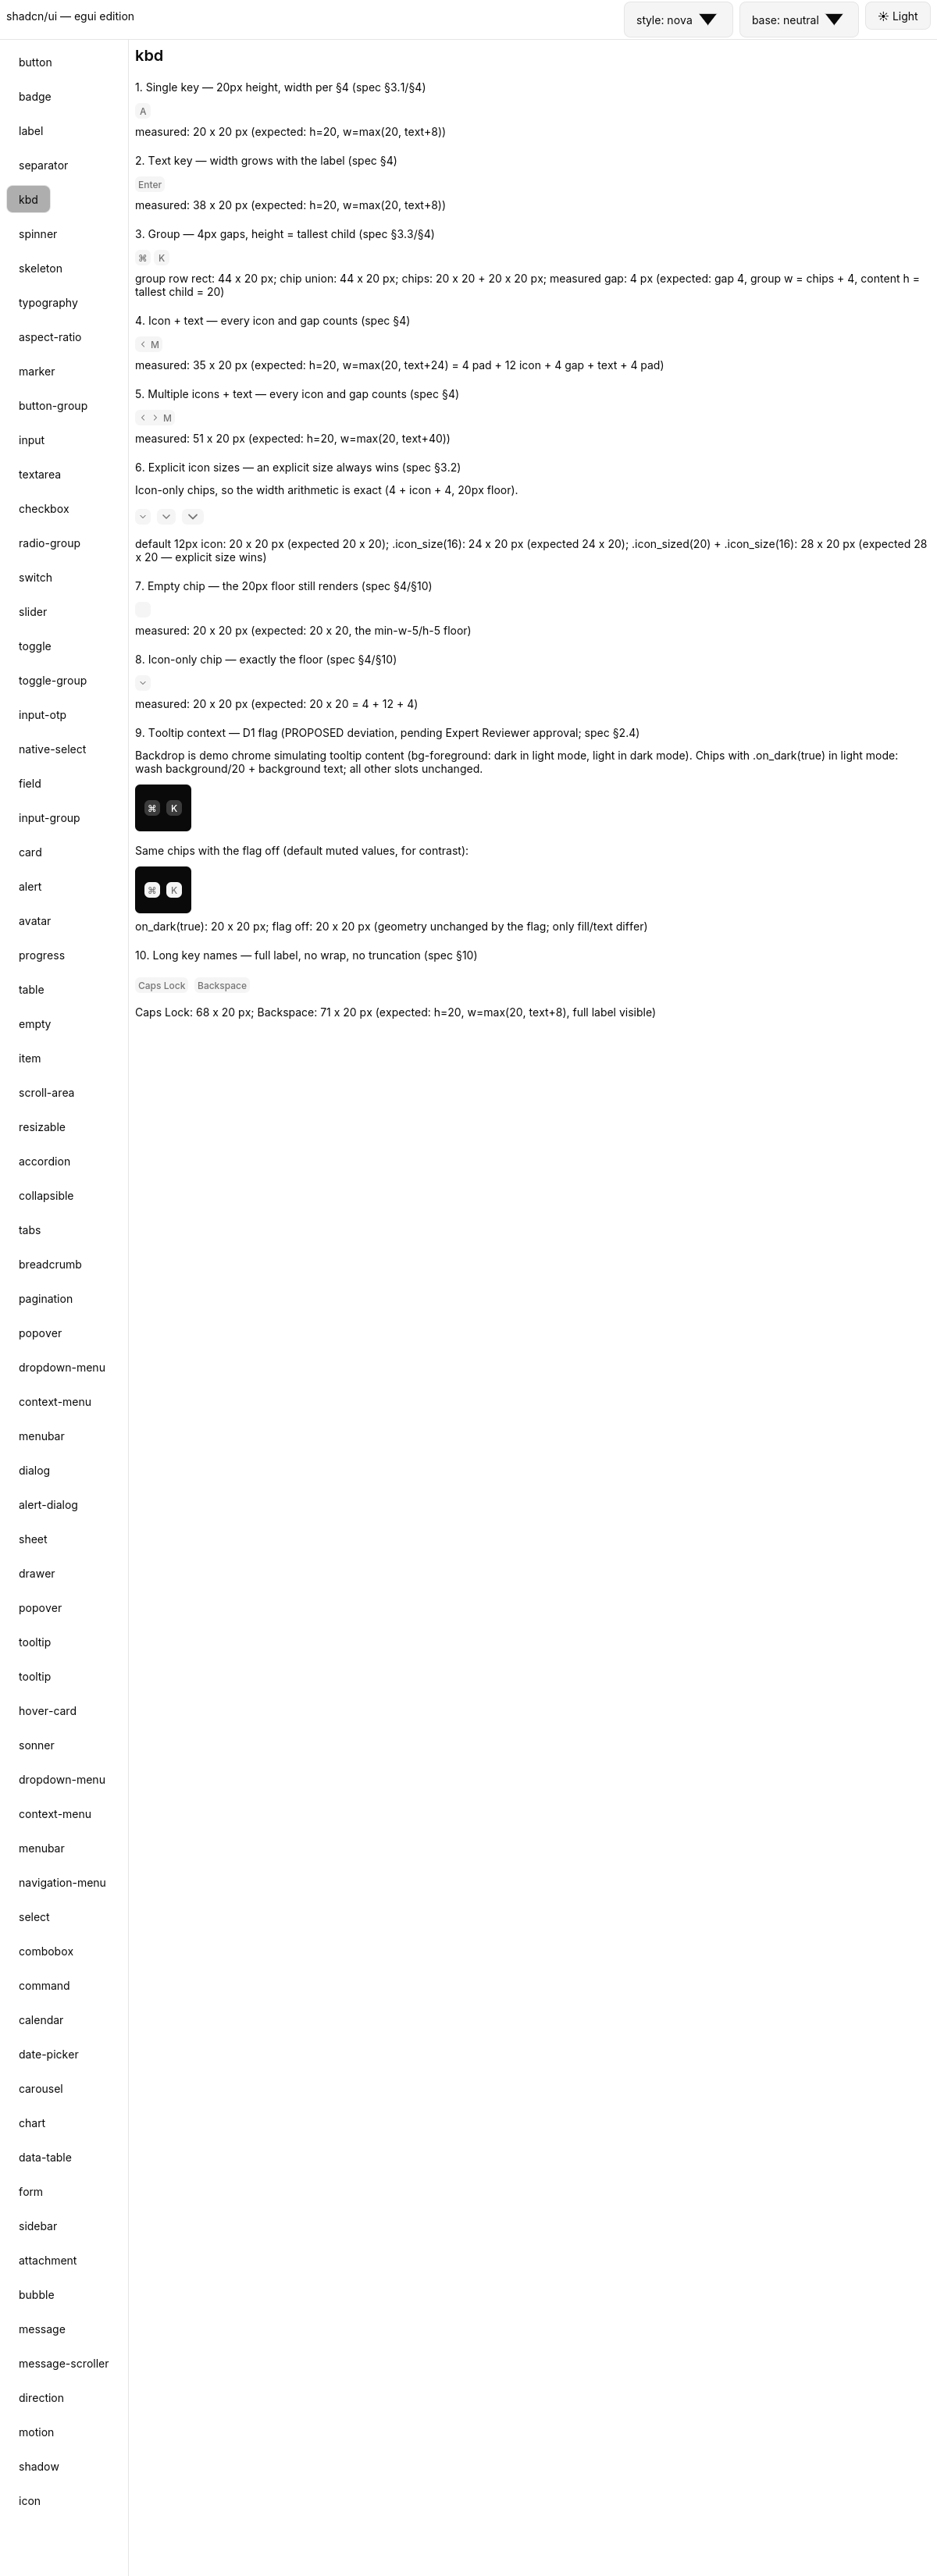 shadcn/ui — egui edition
style: nova
base: neutral
☀ Light
button
badge
label
separator
kbd
spinner
skeleton
typography
aspect-ratio
marker
button-group
input
textarea
checkbox
radio-group
switch
slider
toggle
toggle-group
input-otp
native-select
field
input-group
card
alert
avatar
progress
table
empty
item
scroll-area
resizable
accordion
collapsible
tabs
breadcrumb
pagination
popover
dropdown-menu
context-menu
menubar
dialog
alert-dialog
sheet
drawer
popover
tooltip
tooltip
hover-card
sonner
dropdown-menu
context-menu
menubar
navigation-menu
select
combobox
command
calendar
date-picker
carousel
chart
data-table
form
sidebar
attachment
bubble
message
message-scroller
direction
motion
shadow
icon
kbd
1. Single key — 20px height, width per §4 (spec §3.1/§4)
A
measured: 20 x 20 px (expected: h=20, w=max(20, text+8))
2. Text key — width grows with the label (spec §4)
Enter
measured: 38 x 20 px (expected: h=20, w=max(20, text+8))
3. Group — 4px gaps, height = tallest child (spec §3.3/§4)
⌘ K
group row rect: 44 x 20 px; chip union: 44 x 20 px; chips: 20 x 20 + 20 x 20 px; measured gap: 4 px (expected: gap 4, group w = chips + 4, content h =
tallest child = 20)
4. Icon + text — every icon and gap counts (spec §4)
M
measured: 35 x 20 px (expected: h=20, w=max(20, text+24) = 4 pad + 12 icon + 4 gap + text + 4 pad)
5. Multiple icons + text — every icon and gap counts (spec §4)
M
measured: 51 x 20 px (expected: h=20, w=max(20, text+40))
6. Explicit icon sizes — an explicit size always wins (spec §3.2)
Icon-only chips, so the width arithmetic is exact (4 + icon + 4, 20px floor).
default 12px icon: 20 x 20 px (expected 20 x 20); .icon_size(16): 24 x 20 px (expected 24 x 20); .icon_sized(20) + .icon_size(16): 28 x 20 px (expected 28
x 20 — explicit size wins)
7. Empty chip — the 20px floor still renders (spec §4/§10)
measured: 20 x 20 px (expected: 20 x 20, the min-w-5/h-5 floor)
8. Icon-only chip — exactly the floor (spec §4/§10)
measured: 20 x 20 px (expected: 20 x 20 = 4 + 12 + 4)
9. Tooltip context — D1 flag (PROPOSED deviation, pending Expert Reviewer approval; spec §2.4)
Backdrop is demo chrome simulating tooltip content (bg-foreground: dark in light mode, light in dark mode). Chips with .on_dark(true) in light mode:
wash background/20 + background text; all other slots unchanged.
⌘ K
Same chips with the flag off (default muted values, for contrast):
⌘ K
on_dark(true): 20 x 20 px; flag off: 20 x 20 px (geometry unchanged by the flag; only fill/text differ)
10. Long key names — full label, no wrap, no truncation (spec §10)
Caps Lock Backspace
Caps Lock: 68 x 20 px; Backspace: 71 x 20 px (expected: h=20, w=max(20, text+8), full label visible)